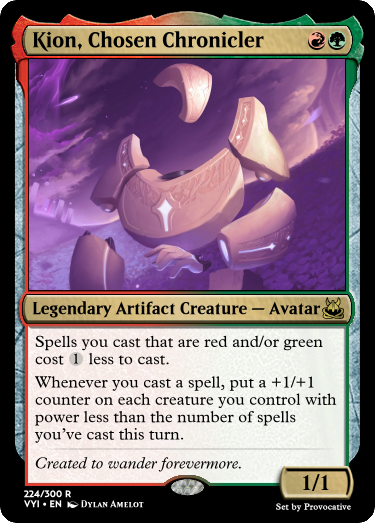 Kion, Chosen Chronicler
Legendary Artifact Creature — Avatar
Spells you cast that are red and/or green
cost 1 less to cast.
Whenever you cast a spell, put a +1/+1
counter on each creature you control with
power less than the number of spells
you've cast this turn.
Created to wander forevermore.
1/1
224/300 R
VYI • EN Dylan Amelot
Set by Provocative